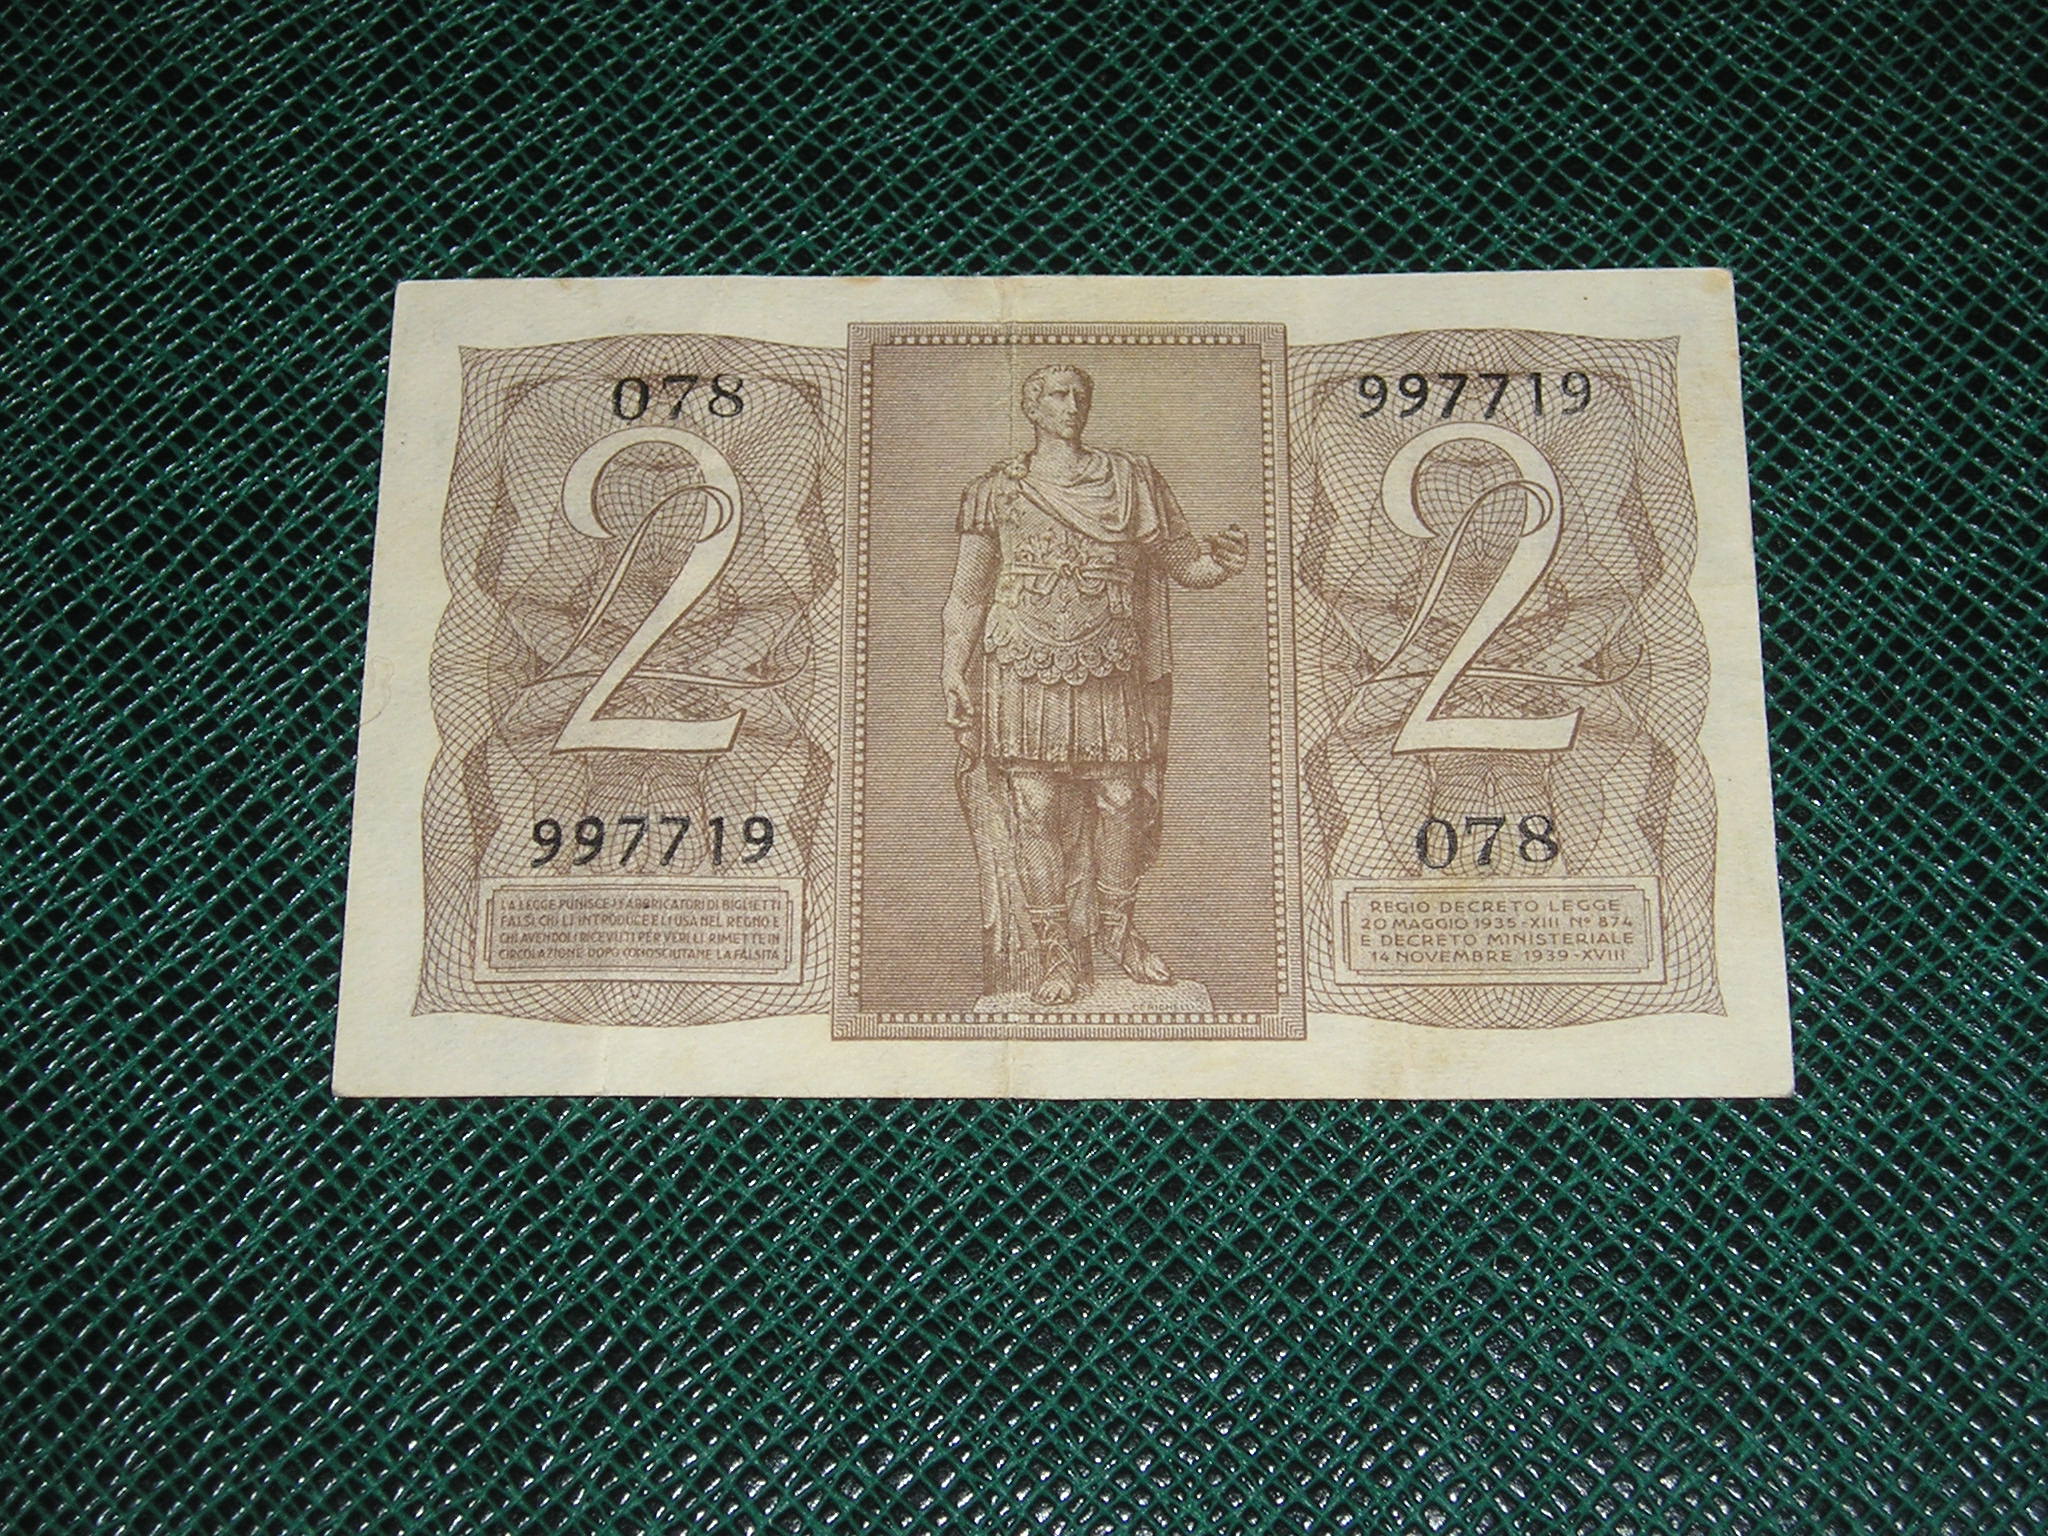 078
997719
2
2
997719
078
LA LEGGE PUNISCE I FABBRICATORI DI BIGLIETTI
FALSI, CHI LI INTRODUCE E LI USA NEL REGNO E
CHI AVENDOLI RICEVUTI PER VERI LI RIMETTE IN
CIRCOLAZIONE DOPO CONOSCIUTANE LA FALSITÀ
REGIO DECRETO LEGGE
20 MAGGIO 1935-XIII Nº 874
E DECRETO MINISTERIALE
14 NOVEMBRE 1939-XVIII